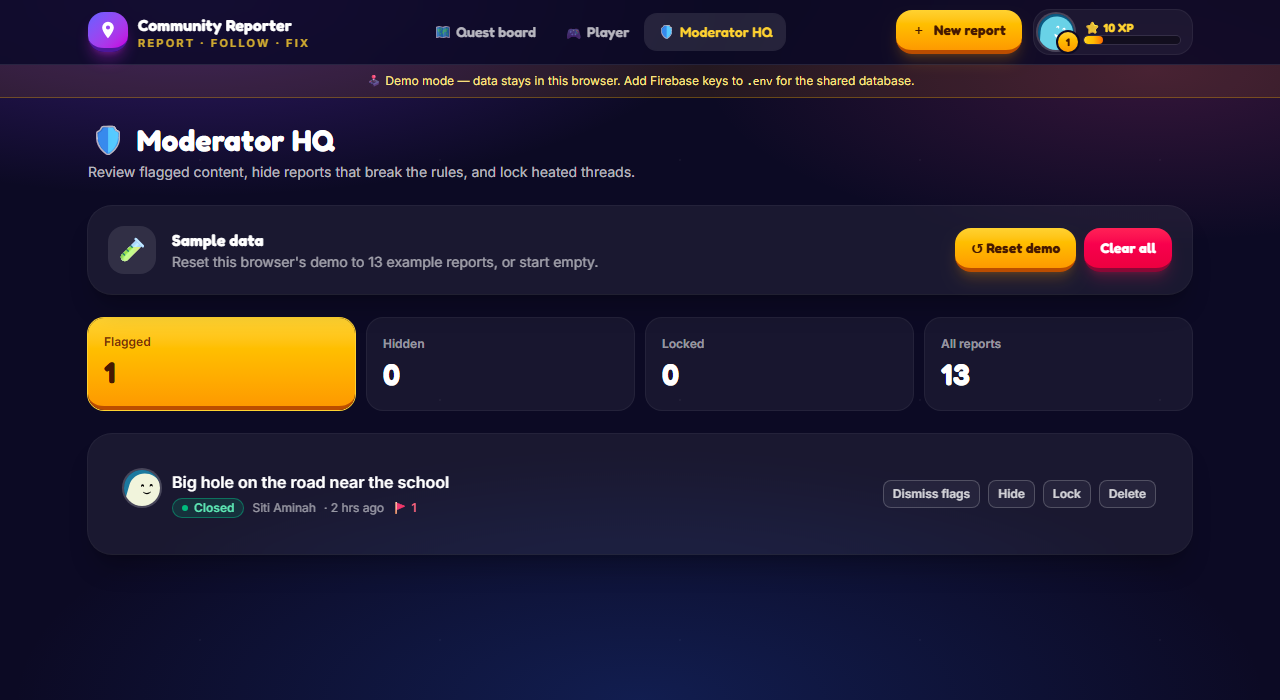 Community Reporter
REPORT · FOLLOW · FIX
Quest board
Player
Moderator HQ
+ New report
1
10 XP
Demo mode — data stays in this browser. Add Firebase keys to .env for the shared database.
Moderator HQ
Review flagged content, hide reports that break the rules, and lock heated threads.
Sample data
Reset this browser's demo to 13 example reports, or start empty.
↺ Reset demo
Clear all
Flagged
1
Hidden
0
Locked
0
All reports
13
Big hole on the road near the school
Closed
Siti Aminah · 2 hrs ago
1
Dismiss flags
Hide
Lock
Delete